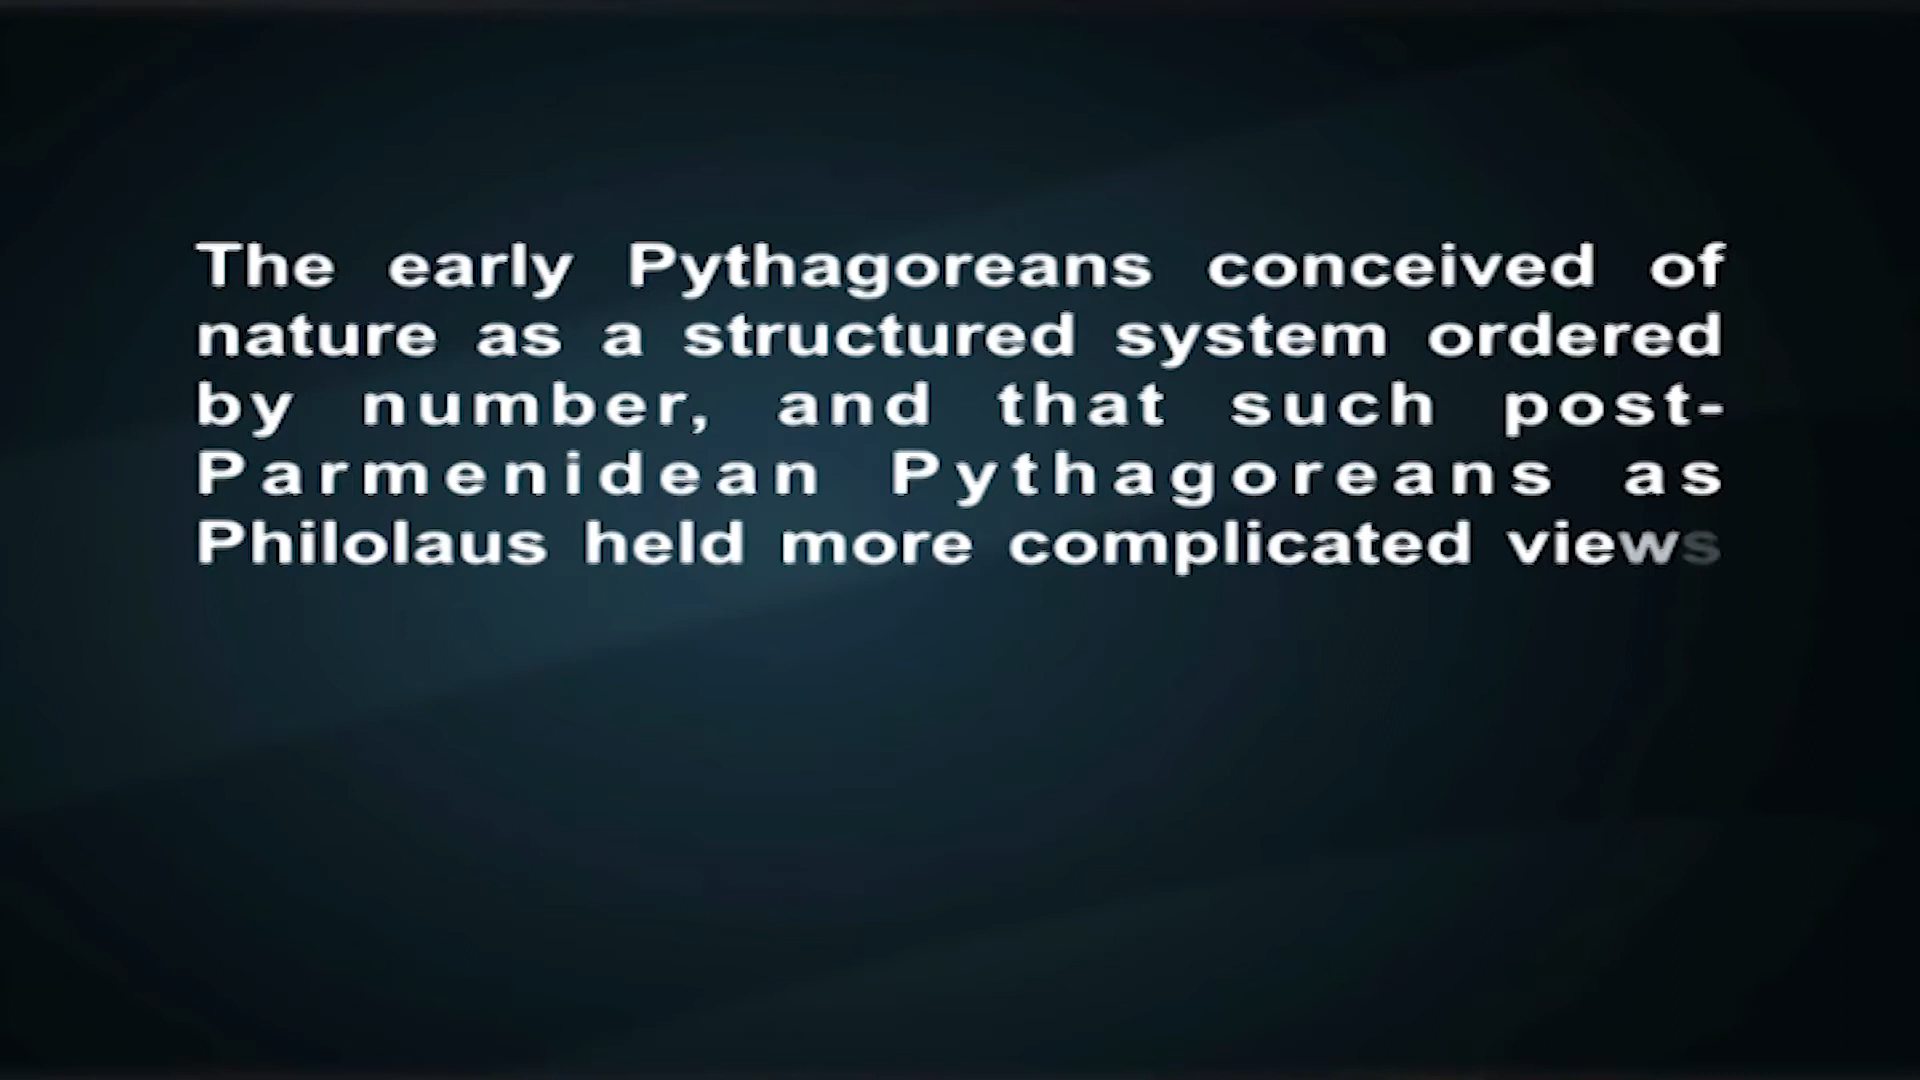 The early Pythagoreans conceived of
nature as a structured system ordered
by number, and that such post-
Parmenidean Pythagoreans as
Philolaus held more complicated views